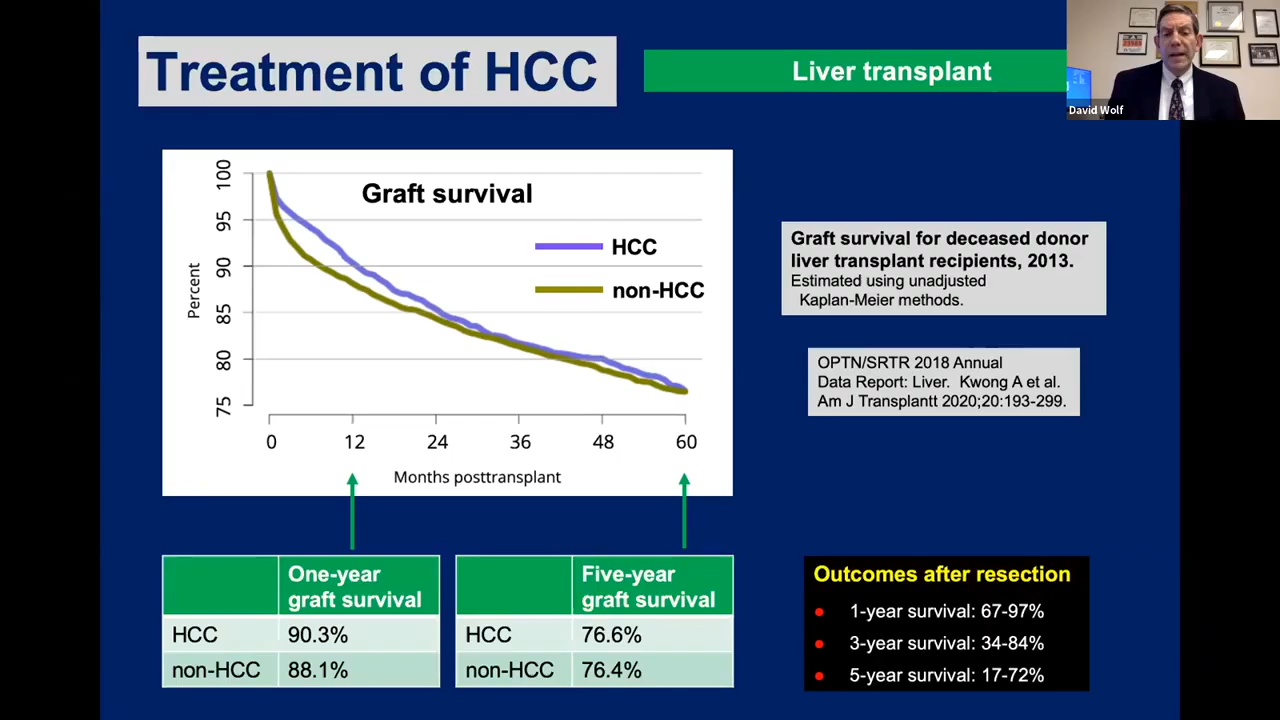 Treatment of HCC
Liver transplant
David Wolf
Graft survival
HCC
non-HCC
Percent
100
95
90
85
80
75
0 12 24 36 48 60
Months posttransplant
Graft survival for deceased donor
liver transplant recipients, 2013.
Estimated using unadjusted
Kaplan-Meier methods.
OPTN/SRTR 2018 Annual
Data Report: Liver. Kwong A et al.
Am J Transplantt 2020;20:193-299.
One-year
graft survival
HCC 90.3%
non-HCC 88.1%
Five-year
graft survival
HCC 76.6%
non-HCC 76.4%
Outcomes after resection
• 1-year survival: 67-97%
• 3-year survival: 34-84%
• 5-year survival: 17-72%